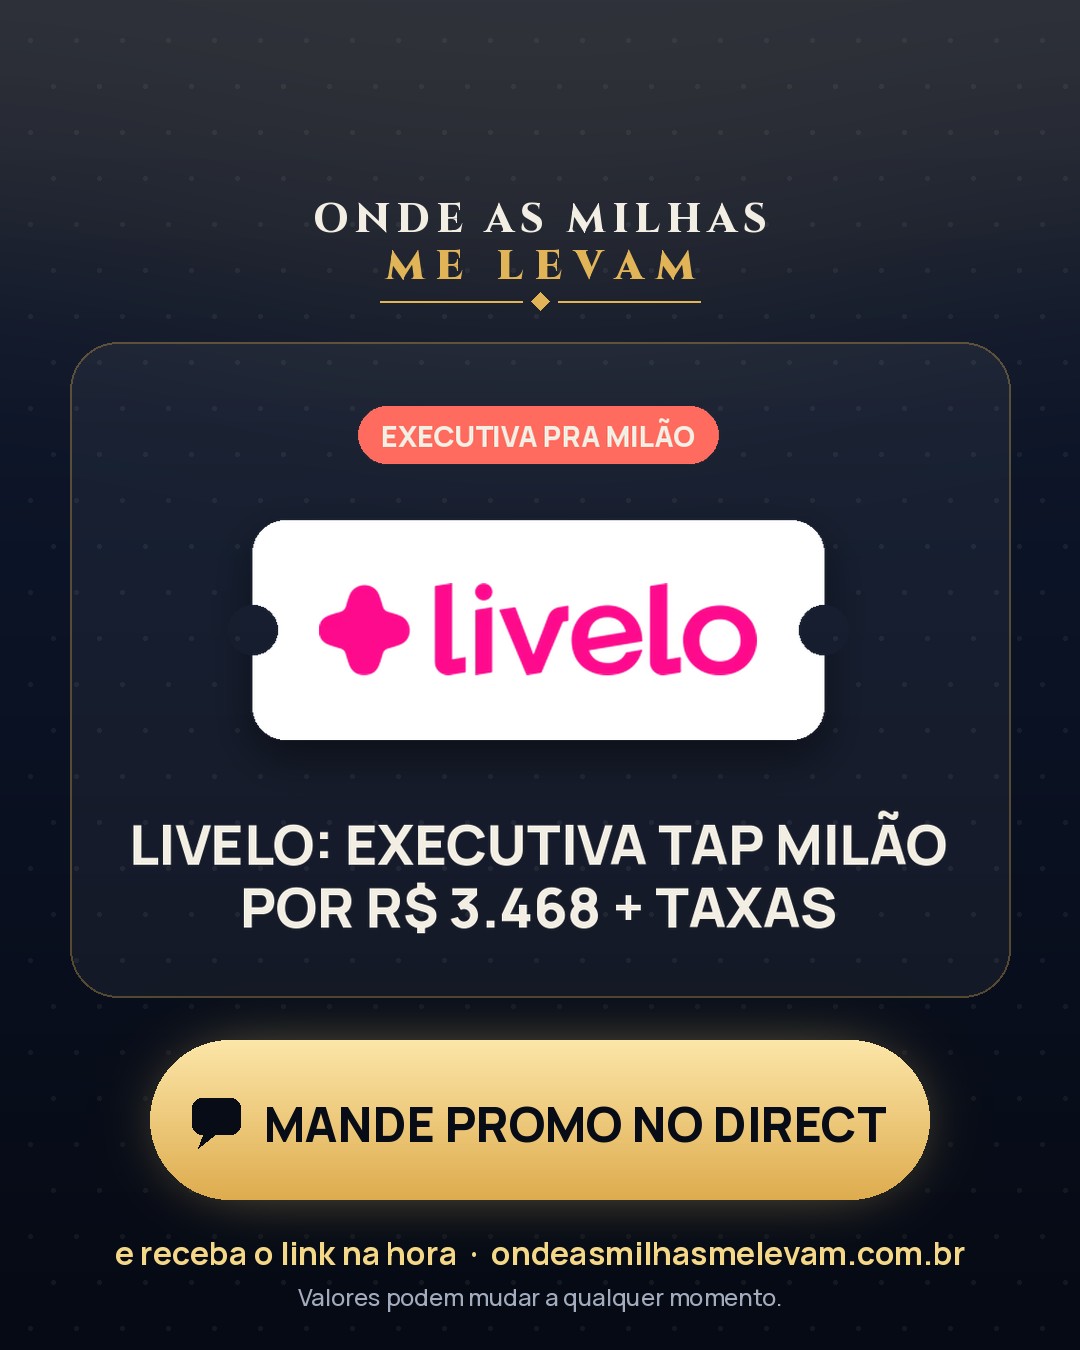 ONDE AS MILHAS
ME LEVAM
EXECUTIVA PRA MILÃO
livelo
LIVELO: EXECUTIVA TAP MILÃO
POR R$ 3.468 + TAXAS
MANDE PROMO NO DIRECT
e receba o link na hora · ondeasmilhasmelevam.com.br
Valores podem mudar a qualquer momento.